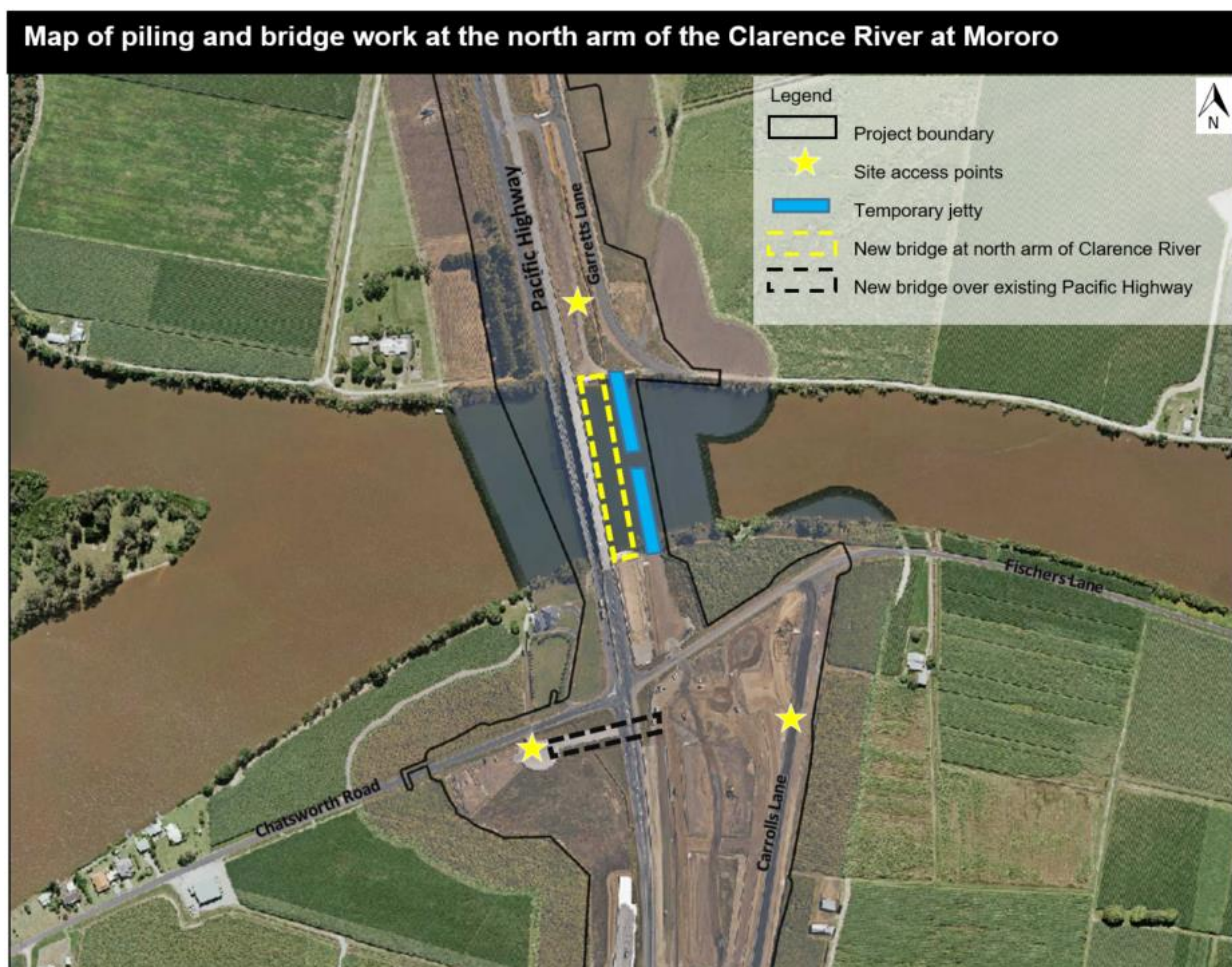 Map of piling and bridge work at the north arm of the Clarence River at Mororo
Legend
Project boundary
Site access points
Temporary jetty
New bridge at north arm of Clarence River
New bridge over existing Pacific Highway
N
Pacific Highway
Garretts Lane
Fischers Lane
Chatsworth Road
Carrolls Lane